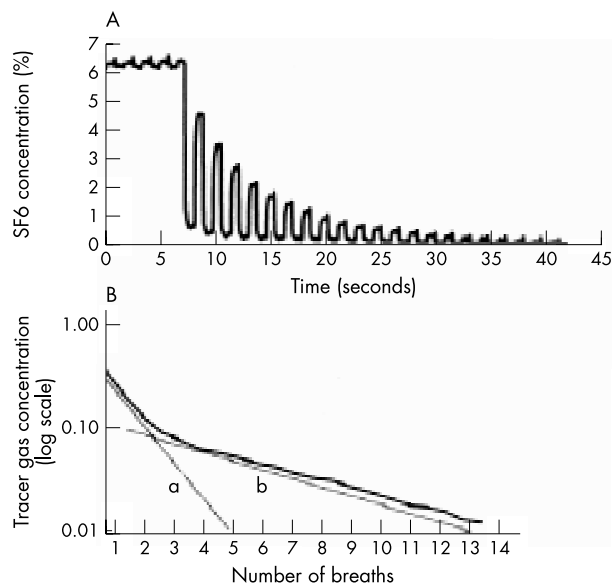 A
7
6
5
4
3
2
1
0
SF6 concentration (%)
0 5 10 15 20 25 30 35 40 45
Time (seconds)
B
1.00
0.10
0.01
Tracer gas concentration
(log scale)
a
b
1 2 3 4 5 6 7 8 9 10 11 12 13 14
Number of breaths